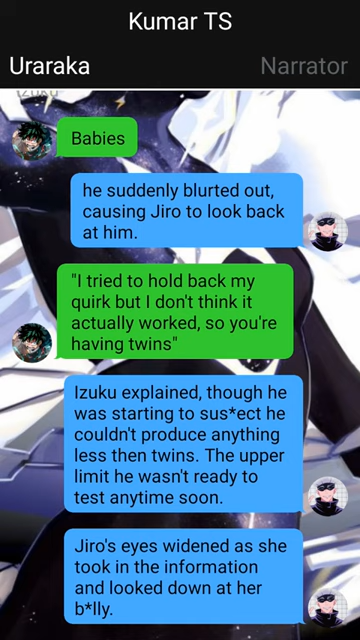 Kumar TS
Uraraka Narrator
Izuku
Babies
he suddenly blurted out,
causing Jiro to look back
at him.
"I tried to hold back my
quirk but I don't think it
actually worked, so you're
having twins"
Izuku explained, though he
was starting to sus*ect he
couldn't produce anything
less then twins. The upper
limit he wasn't ready to
test anytime soon.
Jiro's eyes widened as she
took in the information
and looked down at her
b*lly.